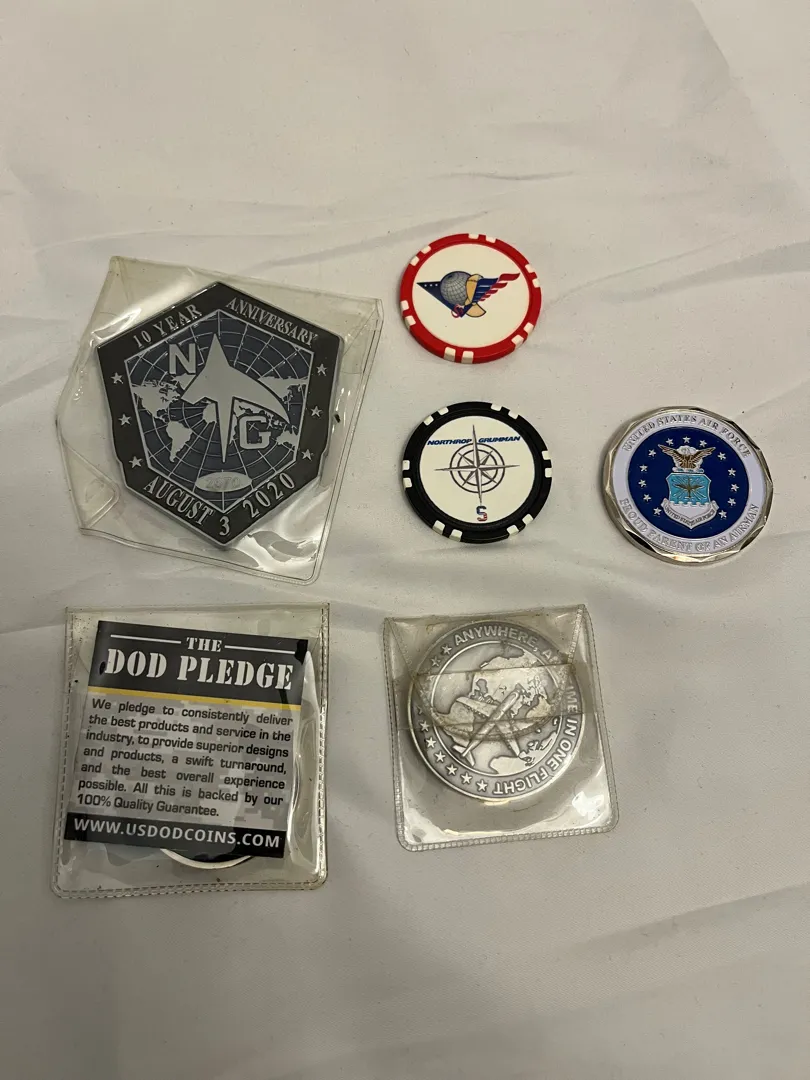 10 YEAR ANNIVERSARY
N
G
AUGUST 3 2020
NORTHROP GRUMMAN
UNITED STATES AIR FORCE
PROUD PARENT OF AN AIRMAN
THE
DOD PLEDGE
We pledge to consistently deliver
the best products and service in the
industry, to provide superior designs
and products, a swift turnaround,
and the best overall experience
possible. All this is backed by our
100% Quality Guarantee.
WWW.USDODCOINS.COM
ANYWHERE, IN ONE FLIGHT